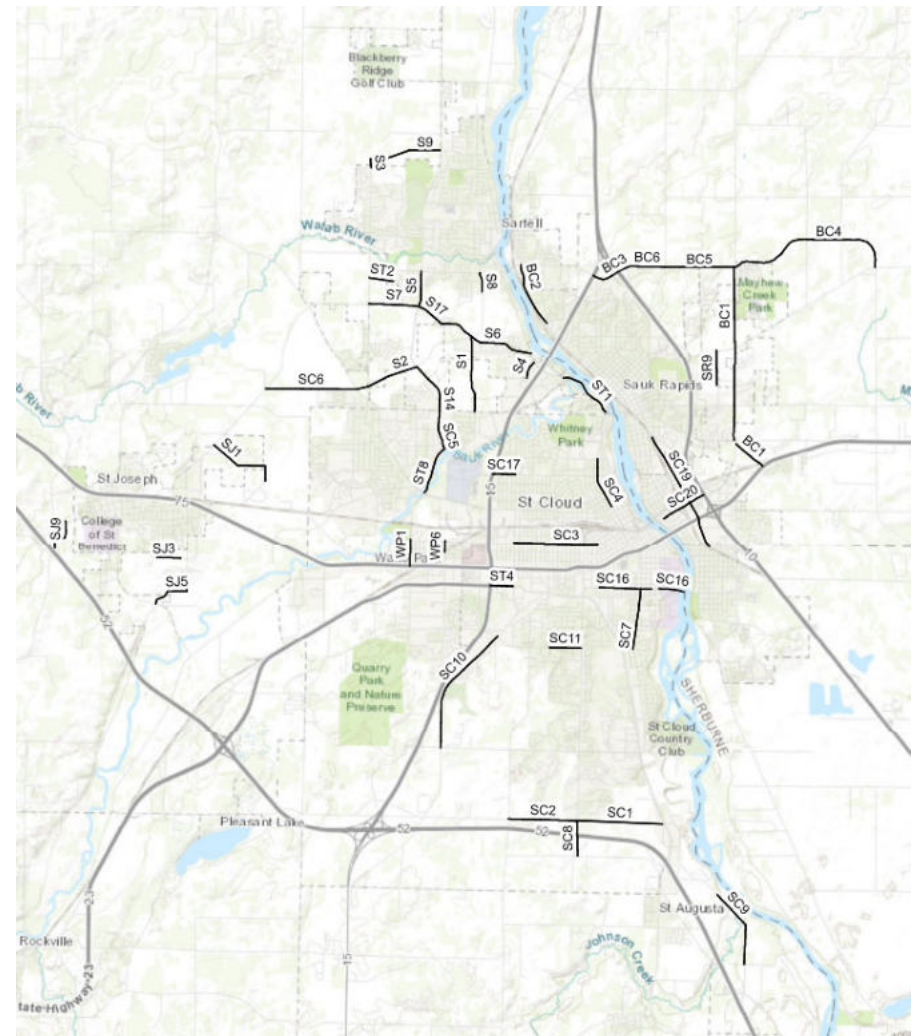 Blackberry
Ridge
Golf Club
S9
S3
Sartell
Watab River
BC4
BC3
BC6
BC5
ST2
S5
S8
BC2
Mayhew
Creek
Park
S7
S17
BC1
S6
S1
S4
S2
SR9
SC6
Sauk Rapids
ST1
S14
Whitney
Park
SC5
Sauk River
SJ1
BC1
SC19
ST8
SC17
St Joseph
15
St Cloud
SC4
SC20
75
College
of St
Benedict
SJ9
SJ3
WP1
WP6
SC3
10
SJ5
ST4
SC16
SC16
52
SC7
SC11
SC10
Quarry
Park
and Nature
Preserve
SHERBURNE
St Cloud
Country
Club
Pleasant Lake
SC2
SC1
52
52
SC8
23
St Augusta
SC9
Rockville
Johnson
Creek
15
tate Highway 23